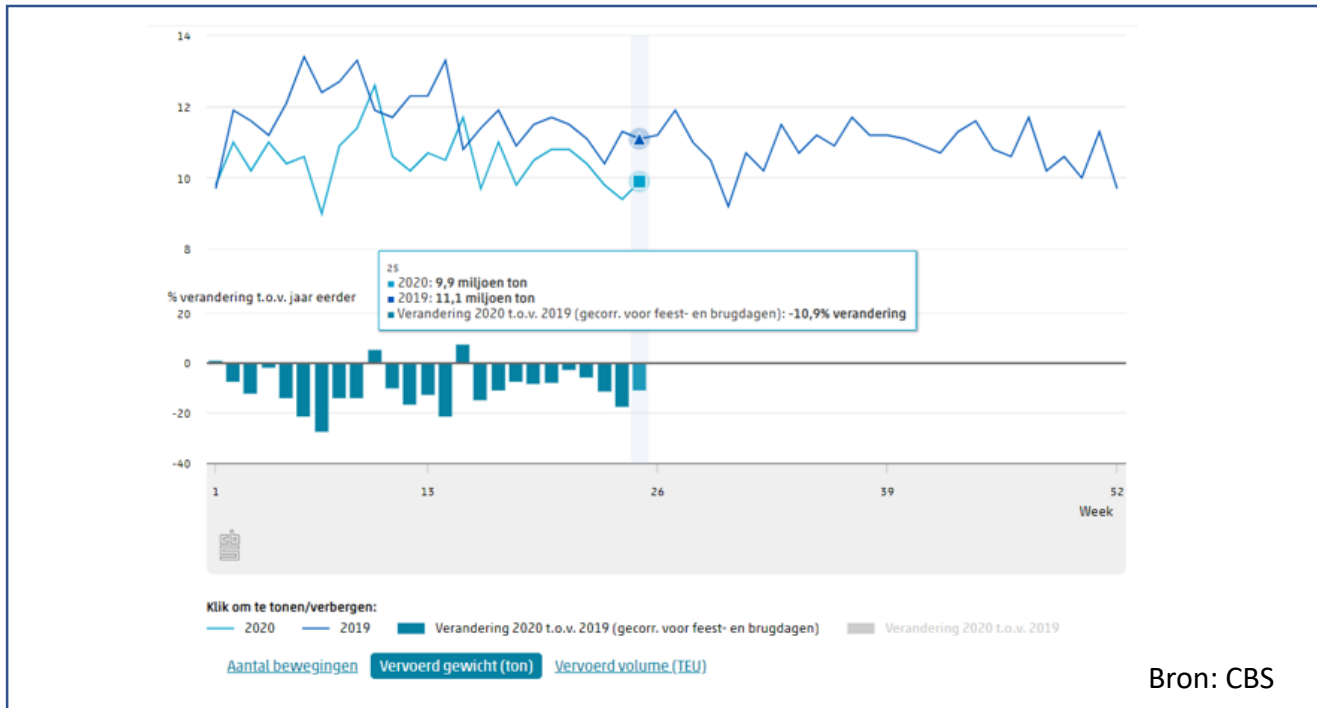 14
12
10
8
25
2020: 9,9 miljoen ton
2019: 11,1 miljoen ton
Verandering 2020 t.o.v. 2019 (gecorr. voor feest- en brugdagen): -10,9% verandering
% verandering t.o.v. jaar eerder
20
0
-20
-40
1 13 26 39 52
Week
Klik om te tonen/verbergen:
2020 2019 Verandering 2020 t.o.v. 2019 (gecorr. voor feest- en brugdagen) Verandering 2020 t.o.v. 2019
Aantal bewegingen Vervoerd gewicht (ton) Vervoerd volume (TEU)
Bron: CBS